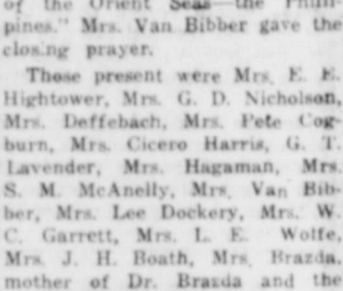 of the Orient Seas—the Philip-
pines." Mrs. Van Bibber gave the
closing prayer.
Those present were Mrs. E. E.
Hightower, Mrs. G. D. Nicholson,
Mrs. Deffebach, Mrs. Pete Cog-
burn, Mrs. Cicero Harris, G. T.
Lavender, Mrs. Hagaman, Mrs.
S. M. McAnelly, Mrs. Van Bib-
ber, Mrs. Lee Dockery, Mrs. W.
C. Garrett, Mrs. L. E. Wolfe,
Mrs. J. H. Boath, Mrs. Brazda,
mother of Dr. Brazda and the